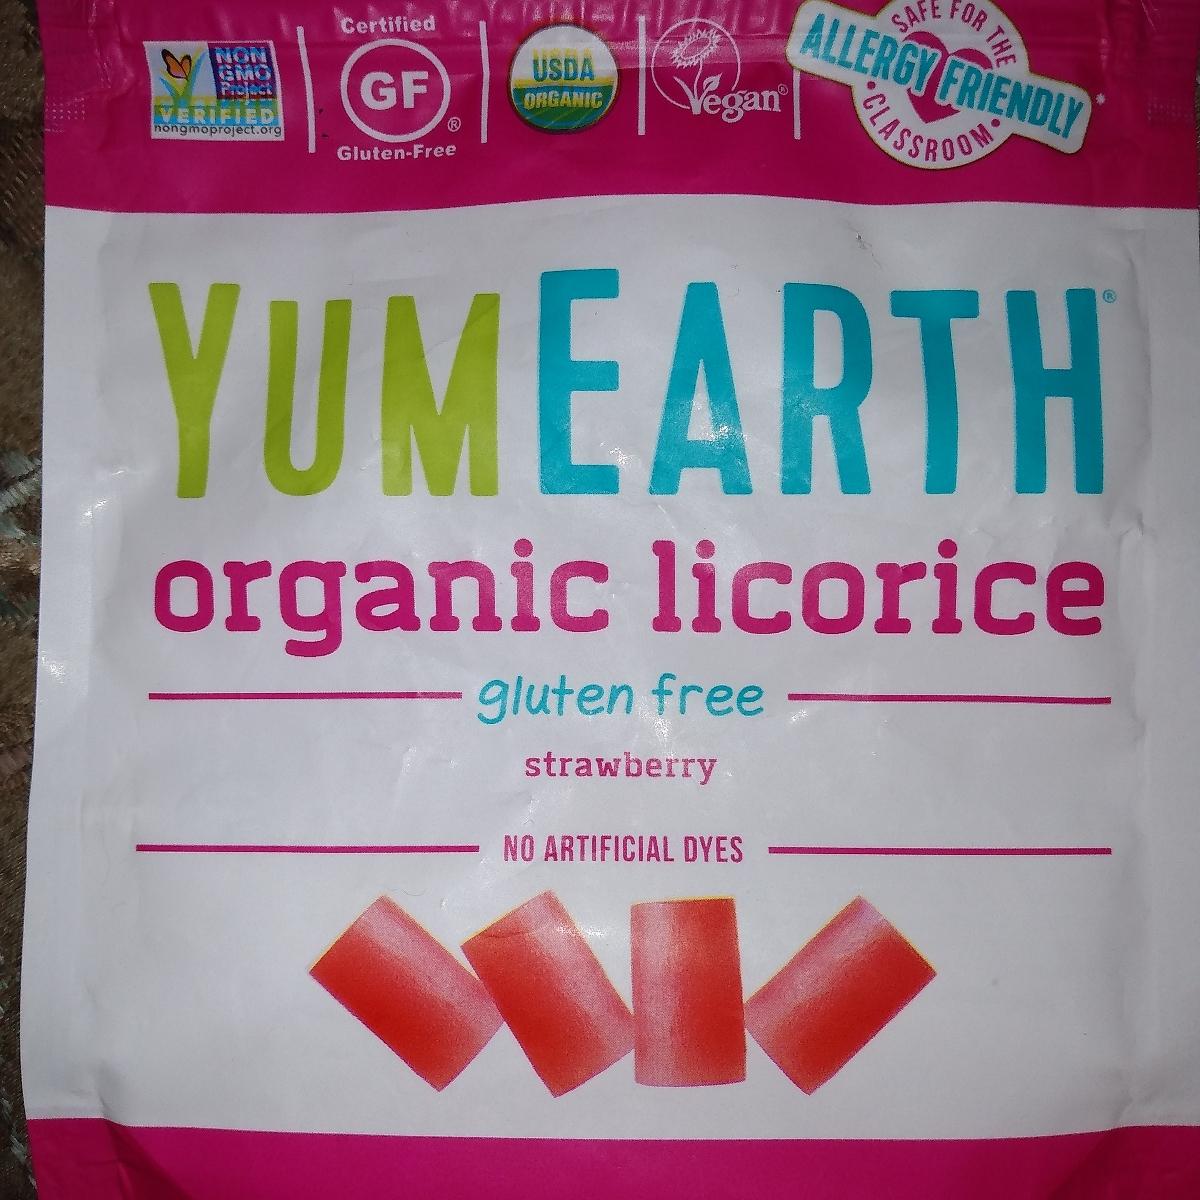 NON
GMO
Project
VERIFIED
nongmoproject.org
Certified
GF
®
Gluten-Free
USDA
ORGANIC
Vegan®
SAFE FOR THE
ALLERGY FRIENDLY*
•CLASSROOM•
YUMEARTH®
organic licorice
gluten free
strawberry
NO ARTIFICIAL DYES